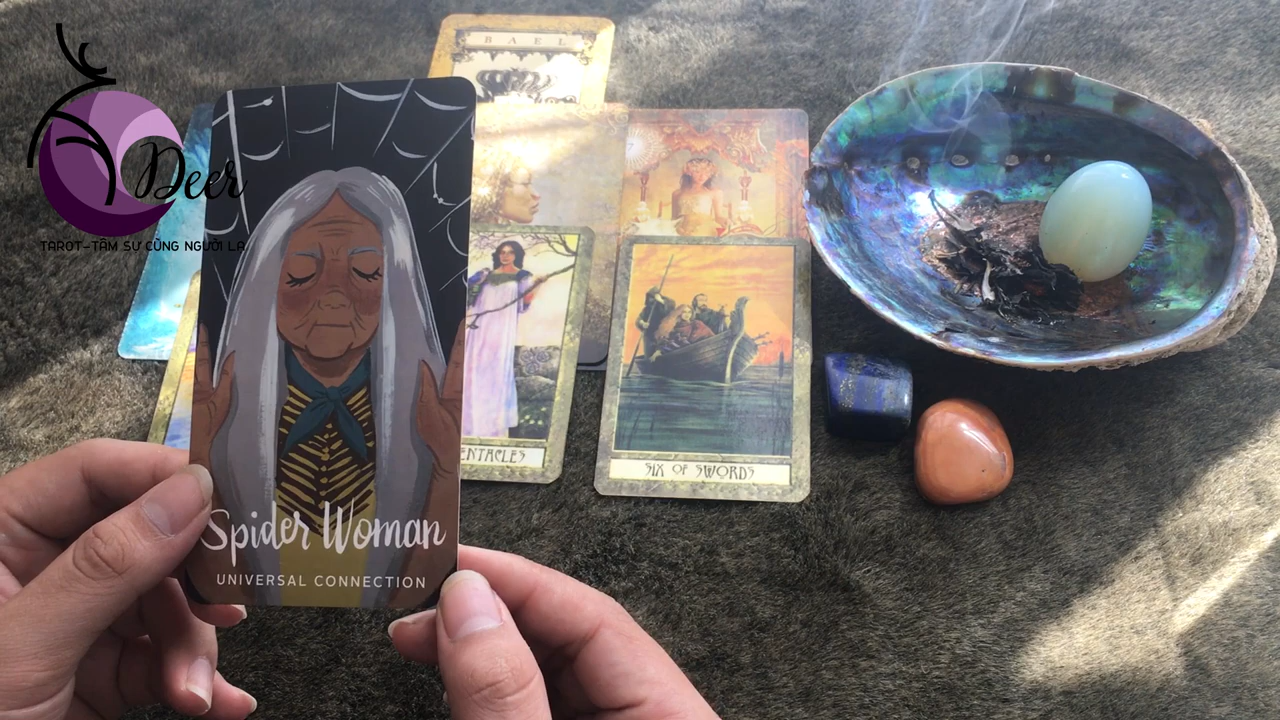 BAEL
Deer
TAROT-TÂM SỰ CÙNG NGƯỜI LẠ
ENTACLES
SIX OF SWORDS
Spider Woman
UNIVERSAL CONNECTION